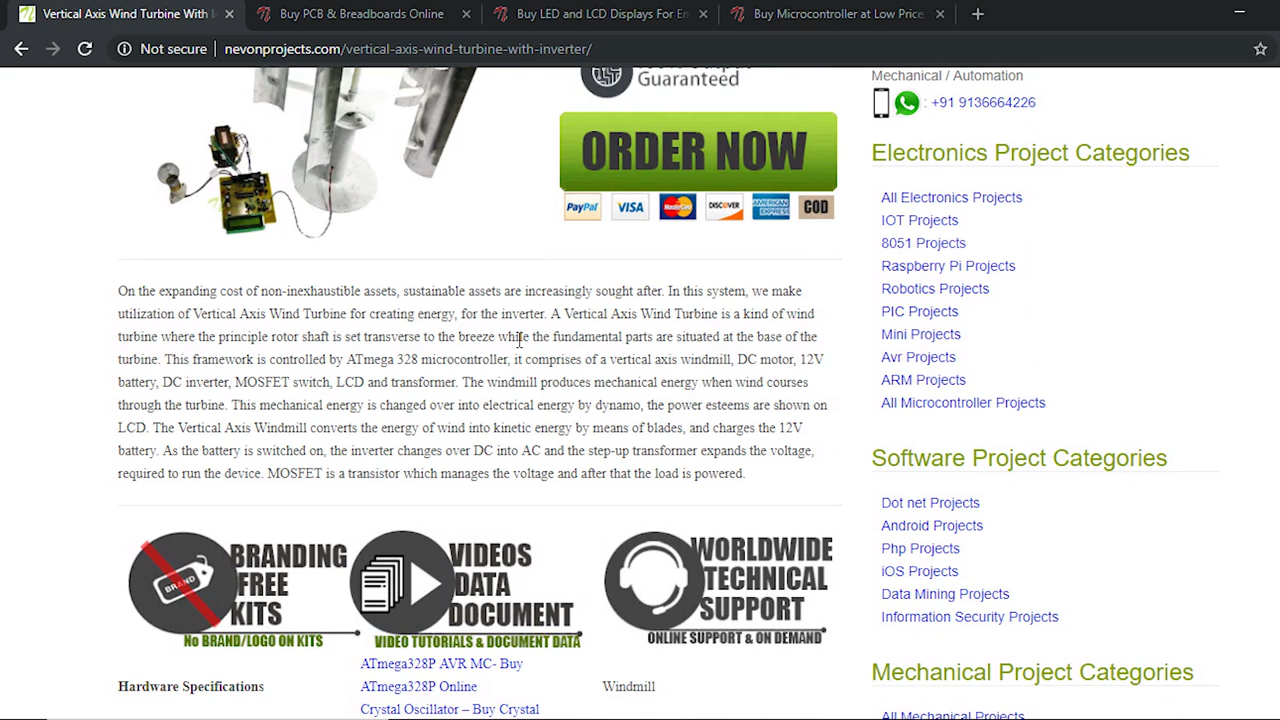 Vertical Axis Wind Turbine With I
Buy PCB & Breadboards Online
Buy LED and LCD Displays For En
Buy Microcontroller at Low Price
Not secure
nevonprojects.com/vertical-axis-wind-turbine-with-inverter/
Guaranteed
ORDER NOW
PayPal
VISA
MasterCard
DISCOVER
AMERICAN EXPRESS
COD
On the expanding cost of non-inexhaustible assets, sustainable assets are increasingly sought after. In this system, we make
utilization of Vertical Axis Wind Turbine for creating energy, for the inverter. A Vertical Axis Wind Turbine is a kind of wind
turbine where the principle rotor shaft is set transverse to the breeze while the fundamental parts are situated at the base of the
turbine. This framework is controlled by ATmega 328 microcontroller, it comprises of a vertical axis windmill, DC motor, 12V
battery, DC inverter, MOSFET switch, LCD and transformer. The windmill produces mechanical energy when wind courses
through the turbine. This mechanical energy is changed over into electrical energy by dynamo, the power esteems are shown on
LCD. The Vertical Axis Windmill converts the energy of wind into kinetic energy by means of blades, and charges the 12V
battery. As the battery is switched on, the inverter changes over DC into AC and the step-up transformer expands the voltage,
required to run the device. MOSFET is a transistor which manages the voltage and after that the load is powered.
BRAND
BRANDING
FREE
KITS
No BRAND/LOGO ON KITS
VIDEOS
DATA
DOCUMENT
VIDEO TUTORIALS & DOCUMENT DATA
WORLDWIDE
TECHNICAL
SUPPORT
ONLINE SUPPORT & ON DEMAND
Hardware Specifications
ATmega328P AVR MC- Buy
ATmega328P Online
Crystal Oscillator – Buy Crystal
Windmill
Mechanical / Automation
: +91 9136664226
Electronics Project Categories
All Electronics Projects
IOT Projects
8051 Projects
Raspberry Pi Projects
Robotics Projects
PIC Projects
Mini Projects
Avr Projects
ARM Projects
All Microcontroller Projects
Software Project Categories
Dot net Projects
Android Projects
Php Projects
iOS Projects
Data Mining Projects
Information Security Projects
Mechanical Project Categories
All Mechanical Projects